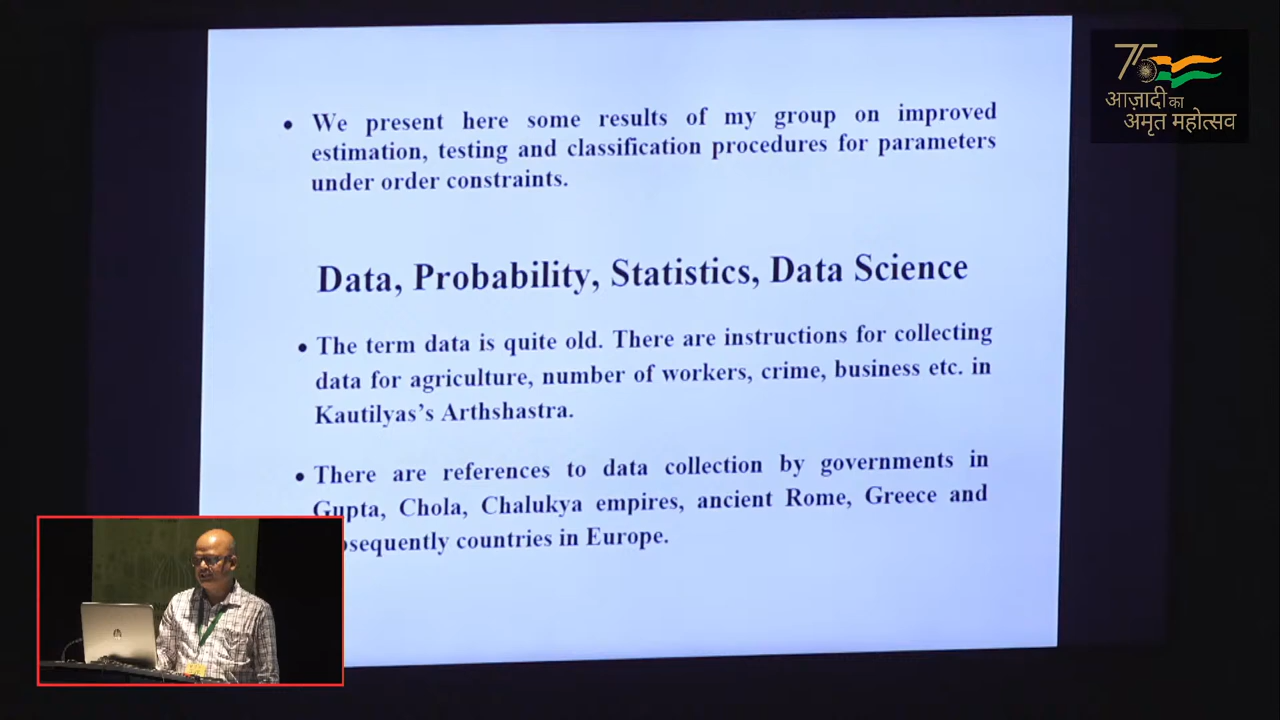 • We present here some results of my group on improved
estimation, testing and classification procedures for parameters
under order constraints.
Data, Probability, Statistics, Data Science
• The term data is quite old. There are instructions for collecting
data for agriculture, number of workers, crime, business etc. in
Kautilyas’s Arthshastra.
• There are references to data collection by governments in
Gupta, Chola, Chalukya empires, ancient Rome, Greece and
sequently countries in Europe.
75
आज़ादी का
अमृत महोत्सव
hp